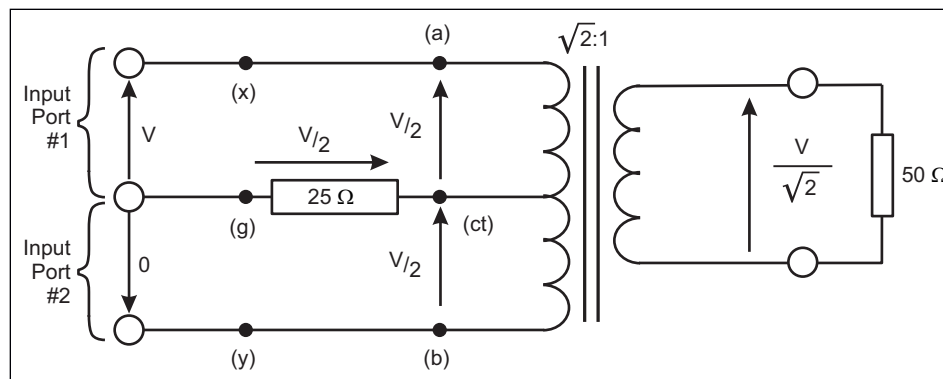 (a)
√2:1
Input
Port
#1
(x)
V
V/2
V/2
25 Ω
(g)
(ct)
V
√2
50 Ω
Input
Port
#2
0
V/2
(y)
(b)